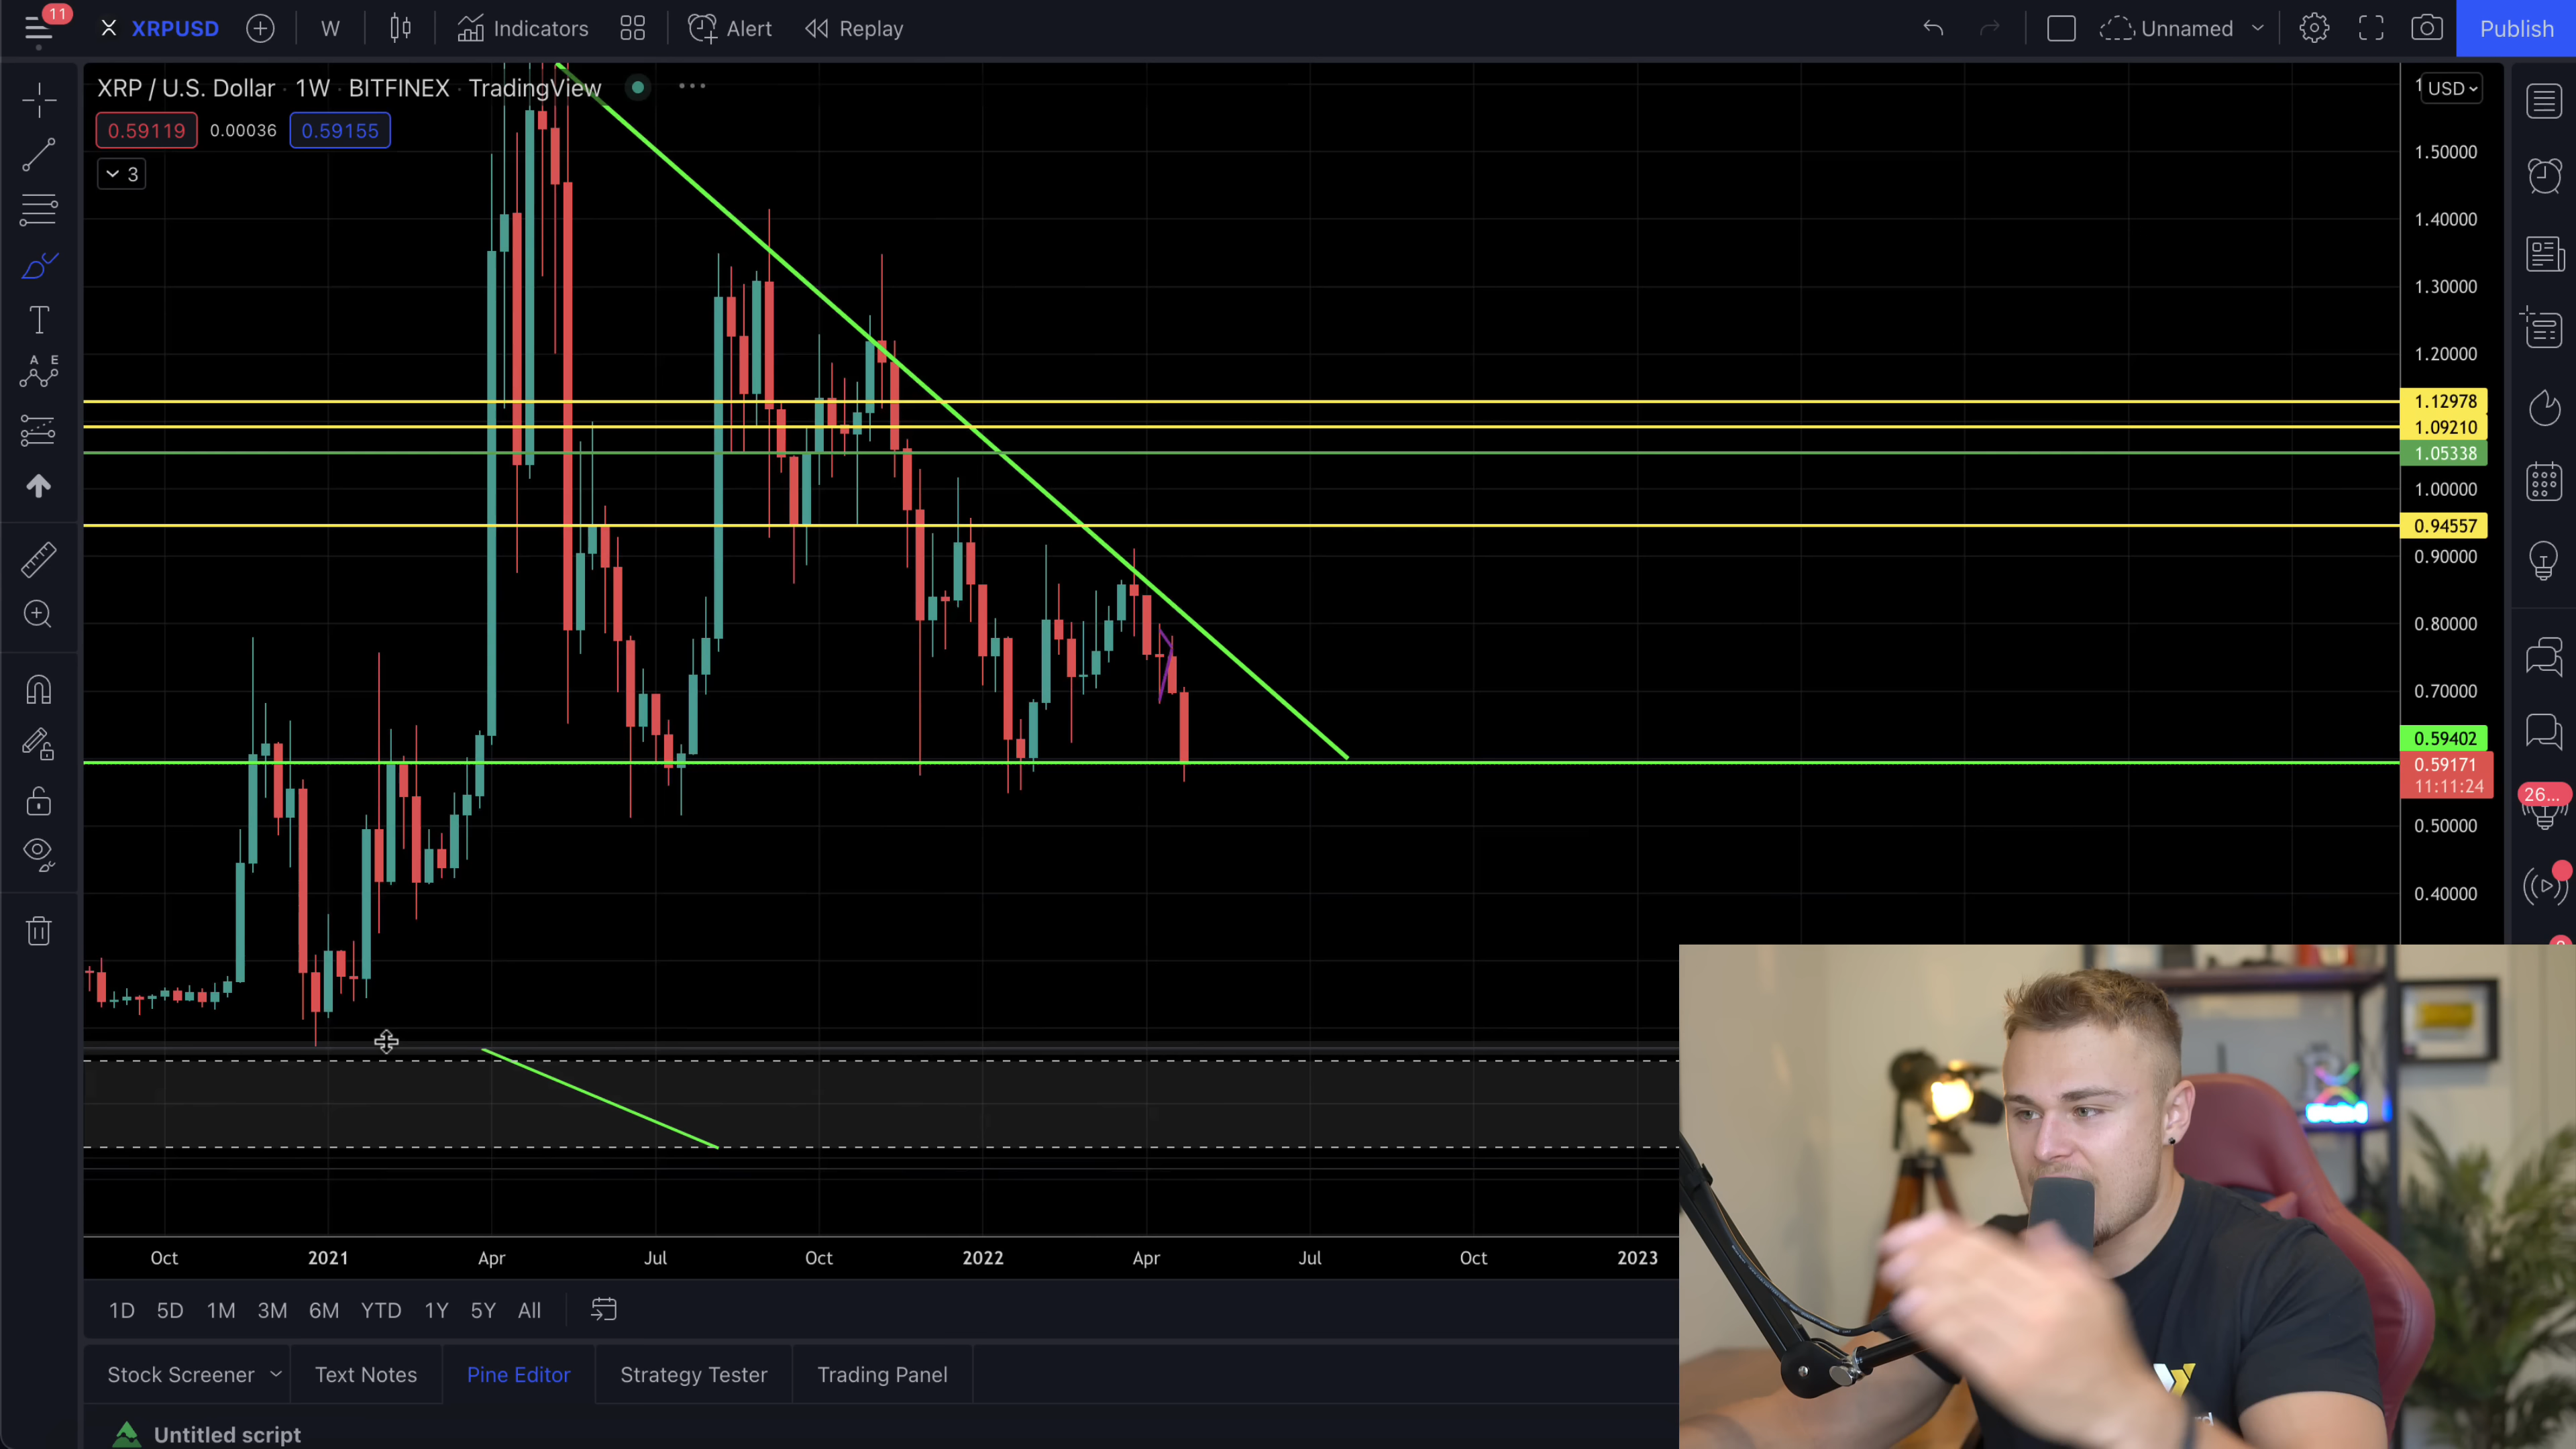 11
XRPUSD
W
Indicators
Alert
Replay
Unnamed
Publish
XRP / U.S. Dollar · 1W · BITFINEX · TradingView
USD
0.59119
0.00036
0.59155
3
1.50000
1.40000
1.30000
1.20000
1.12978
1.09210
1.05338
1.00000
0.94557
0.90000
0.80000
0.70000
0.59402
0.59171
11:11:24
0.50000
0.40000
T
A E
26...
Oct 2021 Apr Jul Oct 2022 Apr Jul Oct 2023
1D 5D 1M 3M 6M YTD 1Y 5Y All
Stock Screener
Text Notes
Pine Editor
Strategy Tester
Trading Panel
Untitled script